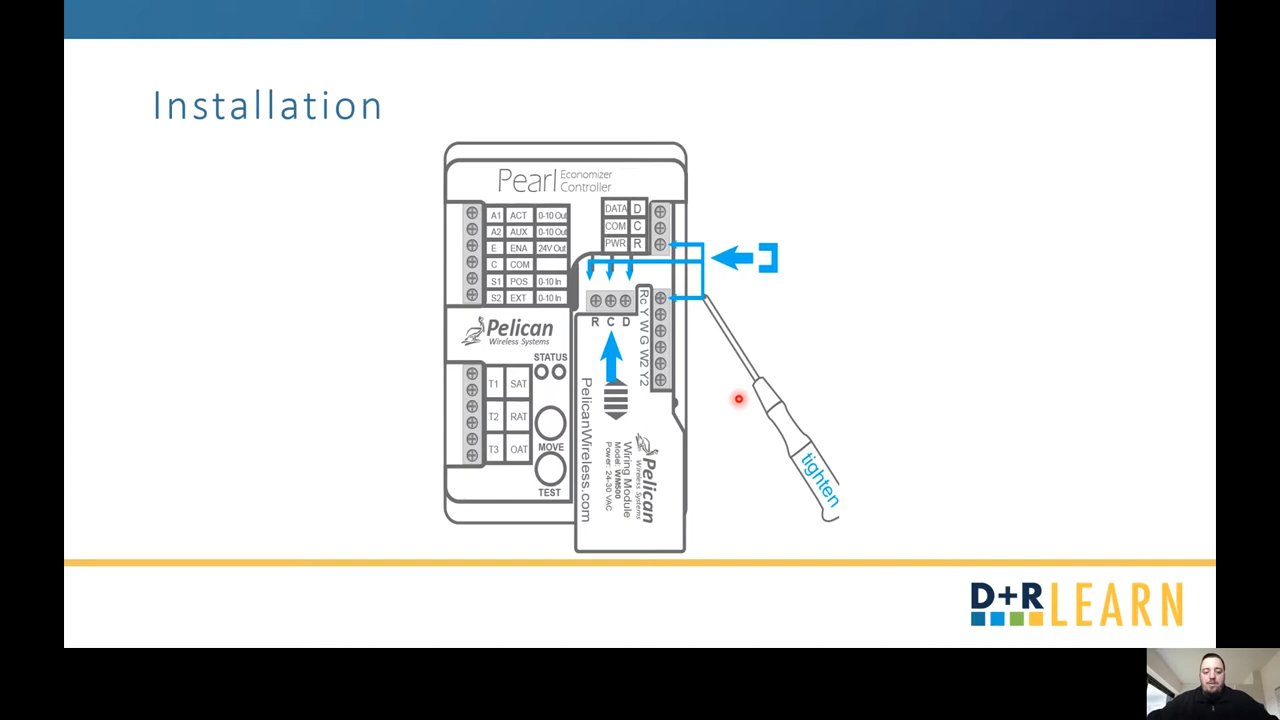 Installation
Pearl Economizer
Controller
A1 ACT 0-10 Out
A2 AUX 0-10 Out
E ENA 24V Out
C COM
S1 POS 0-10 In
S2 EXT 0-10 In
DATA D
COM C
PWR R
R C D
Rc Y W G W2 Y2
Pelican
Wireless Systems
STATUS
T1 SAT
T2 RAT
T3 OAT
MOVE
TEST
PelicanWireless.com
Pelican
Wireless Systems
Wiring Module
Model: WM500
Power: 24-30 VAC
tighten
D+R LEARN